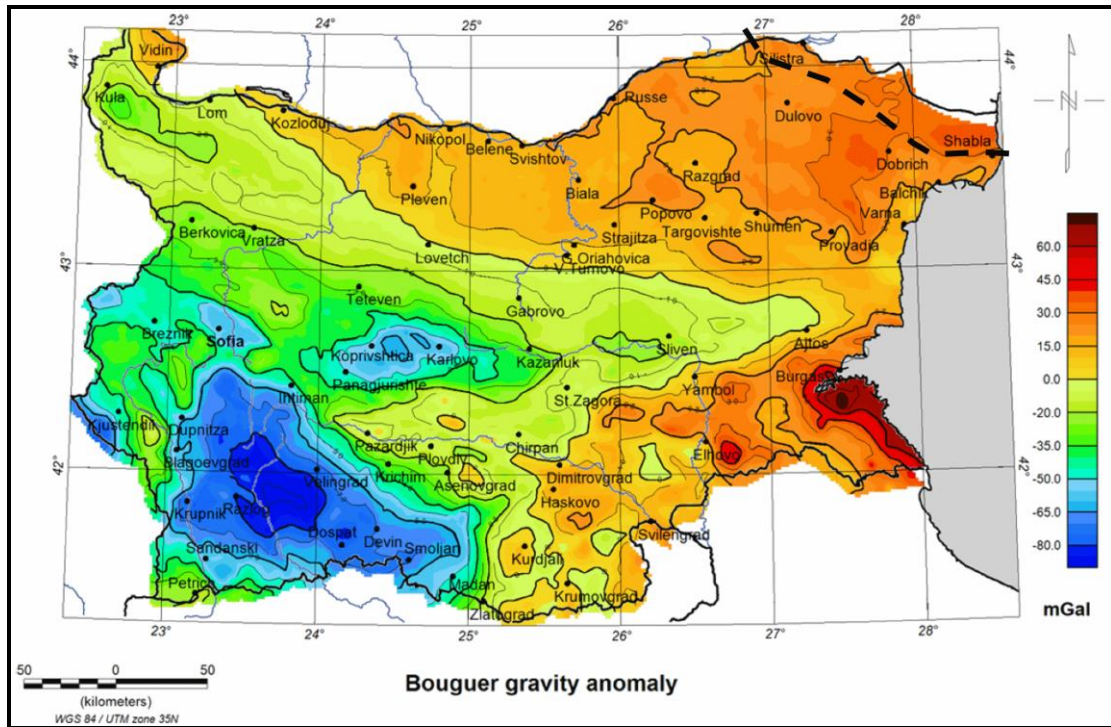 23°
24°
25°
26°
27°
28°
44°
44°
Vidin
Silistra
Kula
Lom
Kozloduj
Russe
Dulovo
Nikopol
Belene
Svishtov
Shabla
Dobrich
Razgrad
Biala
Balchik
Pleven
Popovo
Varna
Berkovica
Vratza
Strajitza
Targovishte
Shumen
Provadia
43°
Lovetch
G.Oriahovica
V.Turnovo
43°
Teteven
Gabrovo
Breznik
Sofia
Koprivshtica
Karlovo
Kazanluk
Sliven
Aitos
Panagjurishte
Ihtiman
St.Zagora
Yambol
Burgas
Kjustendil
Dupnitza
Pazardjik
Plovdiv
Chirpan
Elhovo
42°
Blagoevgrad
Velingrad
Krichim
Asenovgrad
Dimitrovgrad
Haskovo
42°
Krupnik
Razlog
Dospat
Devin
Smoljan
Svilengrad
Sandanski
Kurdjali
Petrich
Madan
Krumovgrad
Zlatograd
23°
24°
25°
26°
27°
28°
N
60.0
45.0
30.0
15.0
0.0
-20.0
-35.0
-50.0
-65.0
-80.0
mGal
50 0 50
(kilometers)
WGS 84 / UTM zone 35N
Bouguer gravity anomaly